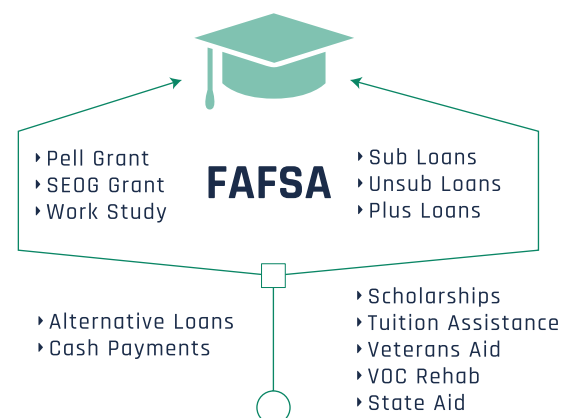 Pell Grant
SEOG Grant
Work Study
FAFSA
Sub Loans
Unsub Loans
Plus Loans
Alternative Loans
Cash Payments
Scholarships
Tuition Assistance
Veterans Aid
VOC Rehab
State Aid